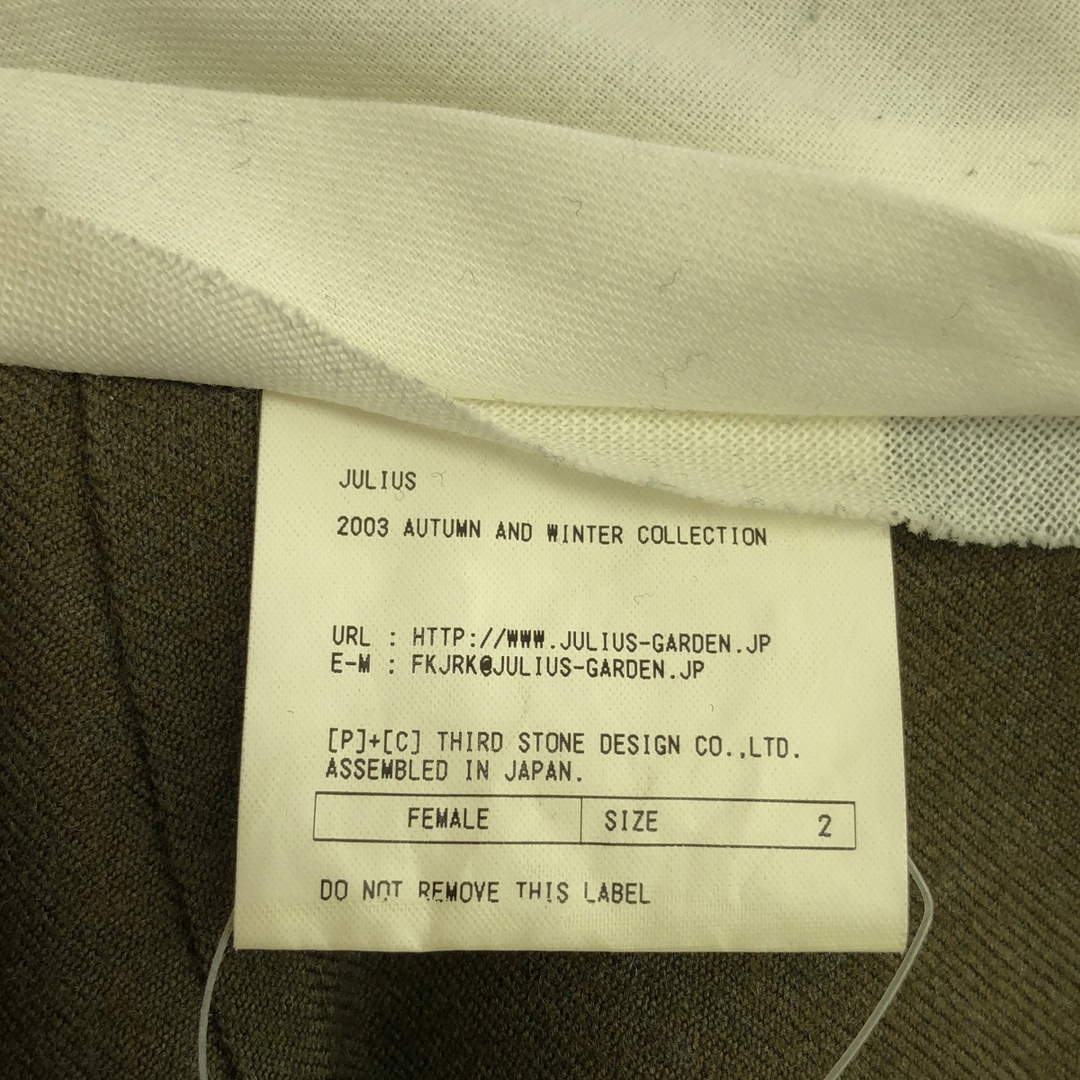 JULIUS
2003 AUTUMN AND WINTER COLLECTION
URL : HTTP://WWW.JULIUS-GARDEN.JP
E-M : FKJRK@JULIUS-GARDEN.JP
[P]+[C] THIRD STONE DESIGN CO.,LTD.
ASSEMBLED IN JAPAN.
FEMALE SIZE 2
DO NOT REMOVE THIS LABEL